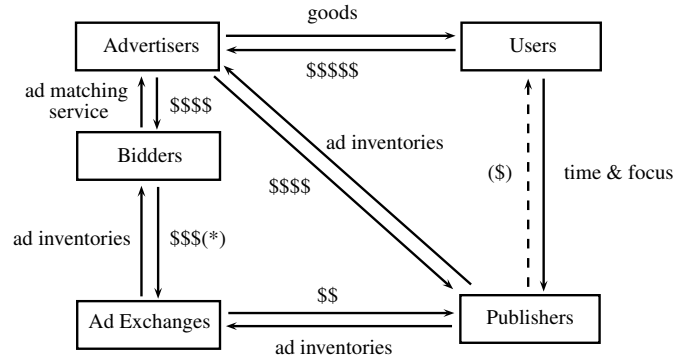 goods
Advertisers
Users
$$$$$
ad matching
service
$$$$
Bidders
ad inventories
$$$$
($)
time & focus
ad inventories
$$$(*)
Ad Exchanges
$$
Publishers
ad inventories